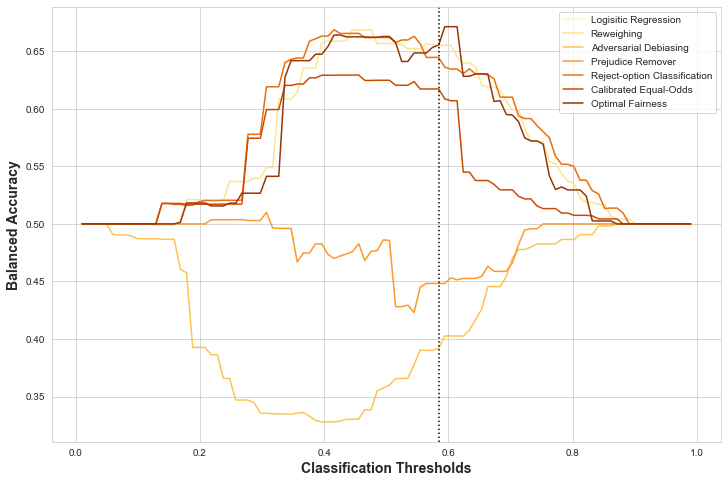 Logisitic Regression
Reweighing
Adversarial Debiasing
Prejudice Remover
Reject-option Classification
Calibrated Equal-Odds
Optimal Fairness
Balanced Accuracy
0.65
0.60
0.55
0.50
0.45
0.40
0.35
0.0 0.2 0.4 0.6 0.8 1.0
Classification Thresholds